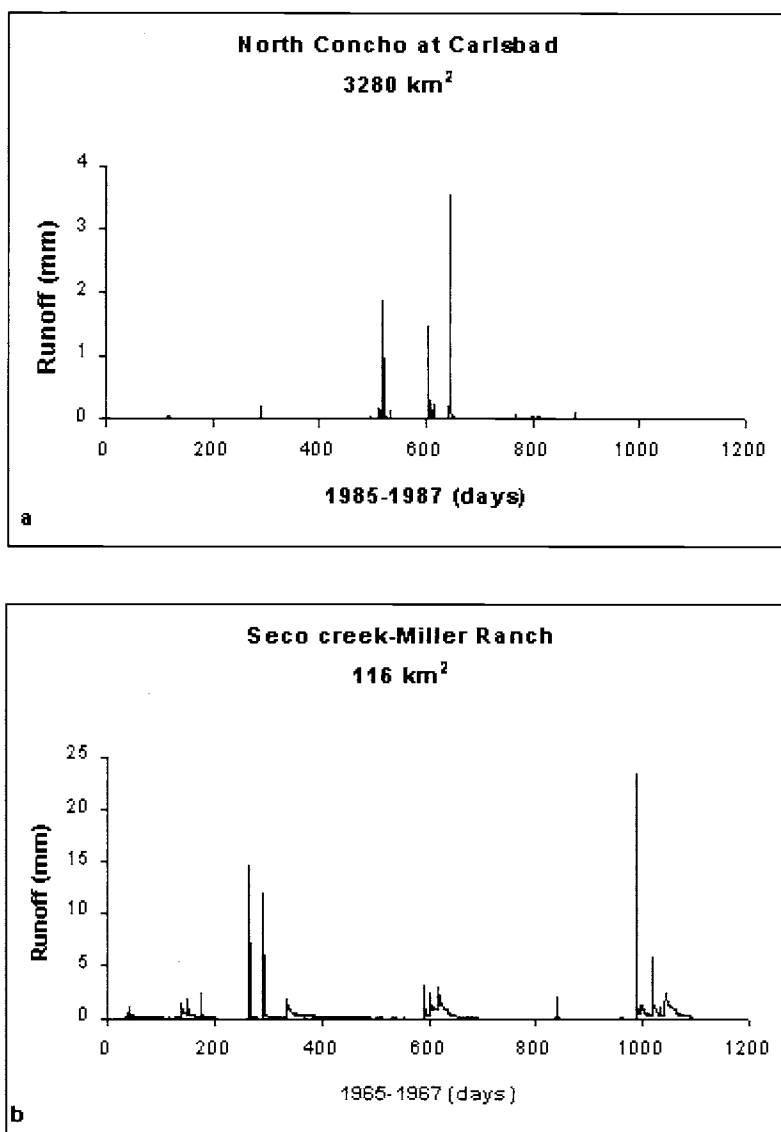 North Concho at Carlsbad
3280 km²
Runoff (mm)
4
3
2
1
0
0 200 400 600 800 1000 1200
1985-1987 (days)
a
Seco creek-Miller Ranch
116 km²
Runoff (mm)
25
20
15
10
5
0
0 200 400 600 800 1000 1200
1965-1967 (days)
b